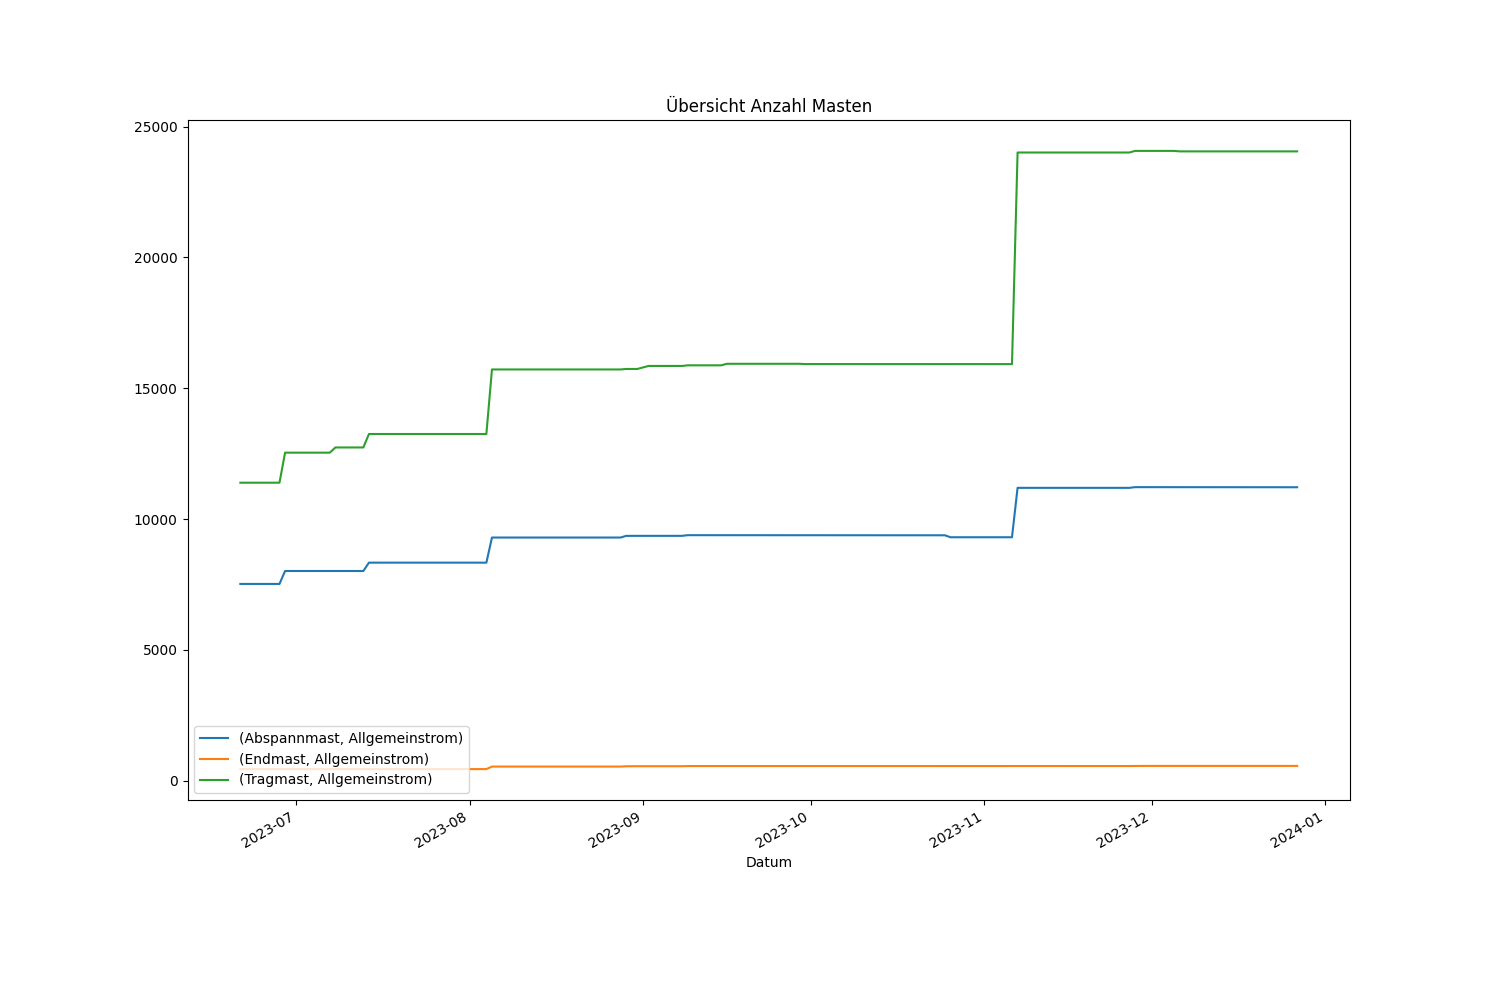 Übersicht Anzahl Masten
25000
20000
15000
10000
5000
0
(Abspannmast, Allgemeinstrom)
(Endmast, Allgemeinstrom)
(Tragmast, Allgemeinstrom)
2023-07
2023-08
2023-09
2023-10
2023-11
2023-12
2024-01
Datum